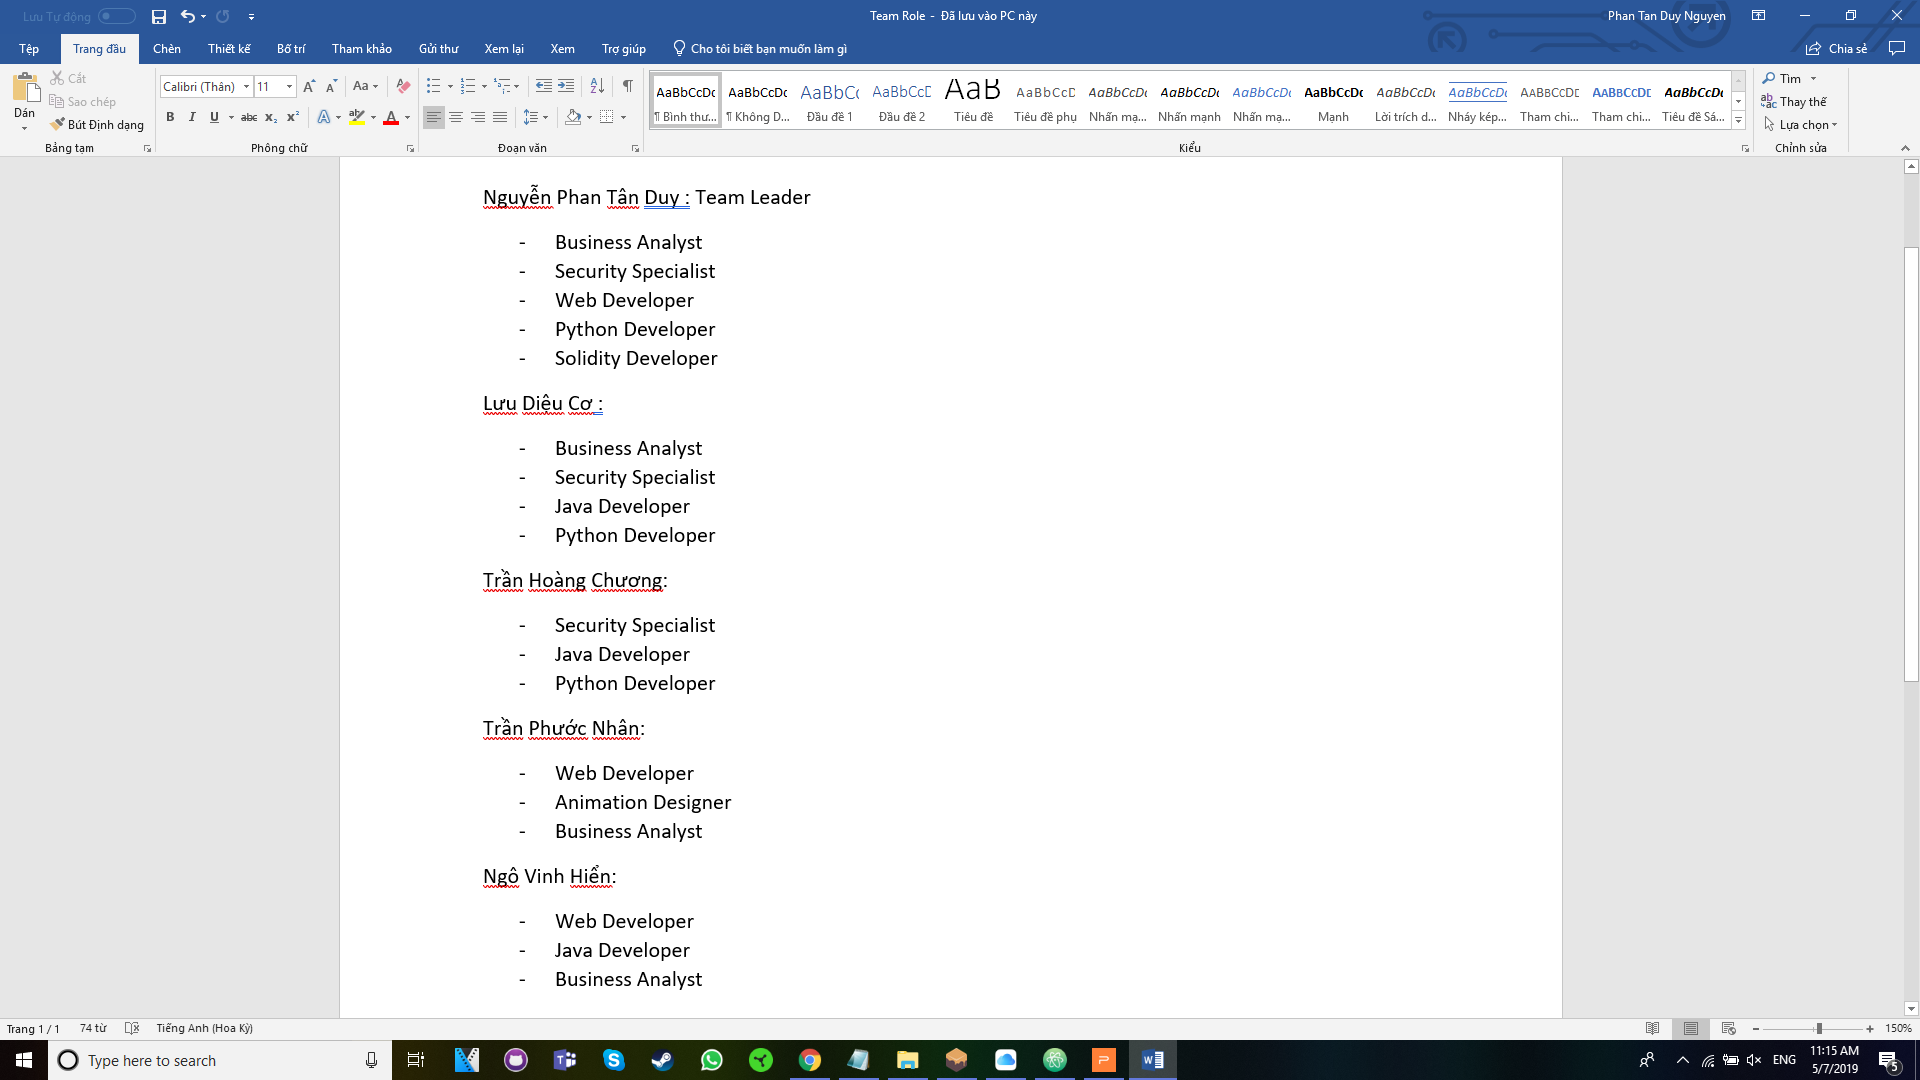 Lưu Tự động
Team Role - Đã lưu vào PC này
Phan Tan Duy Nguyen
Tệp Trang đầu Chèn Thiết kế Bố trí Tham khảo Gửi thư Xem lại Xem Trợ giúp Cho tôi biết bạn muốn làm gì Chia sẻ
Dán
Cắt
Sao chép
Bút Định dạng
Bảng tạm
Calibri (Thân) 11
Aa
B I U abc x₂ x²
Phông chữ
Đoạn văn
AaBbCcDc AaBbCcDc AaBbCc AaBbCcD AaB AaBbCcD AaBbCcDc AaBbCcDc AaBbCcDc AaBbCcDc AaBbCcDc AaBbCcDc AABBCCDE AABBCCDE AaBbCcDc
¶ Bình thư... ¶ Không D... Đầu đề 1 Đầu đề 2 Tiêu đề Tiêu đề phụ Nhấn mạ... Nhấn mạnh Nhấn mạ... Mạnh Lời trích d... Nháy kép... Tham chi... Tham chi... Tiêu đề Sá...
Kiểu
Tìm
Thay thế
Lựa chọn
Chỉnh sửa
Nguyễn Phan Tân Duy : Team Leader
- Business Analyst
- Security Specialist
- Web Developer
- Python Developer
- Solidity Developer
Lưu Diệu Cơ :
- Business Analyst
- Security Specialist
- Java Developer
- Python Developer
Trần Hoàng Chương:
- Security Specialist
- Java Developer
- Python Developer
Trần Phước Nhân:
- Web Developer
- Animation Designer
- Business Analyst
Ngô Vinh Hiển:
- Web Developer
- Java Developer
- Business Analyst
Trang 1 / 1 74 từ Tiếng Anh (Hoa Kỳ) 150%
Type here to search
ENG
11:15 AM
5/7/2019
5